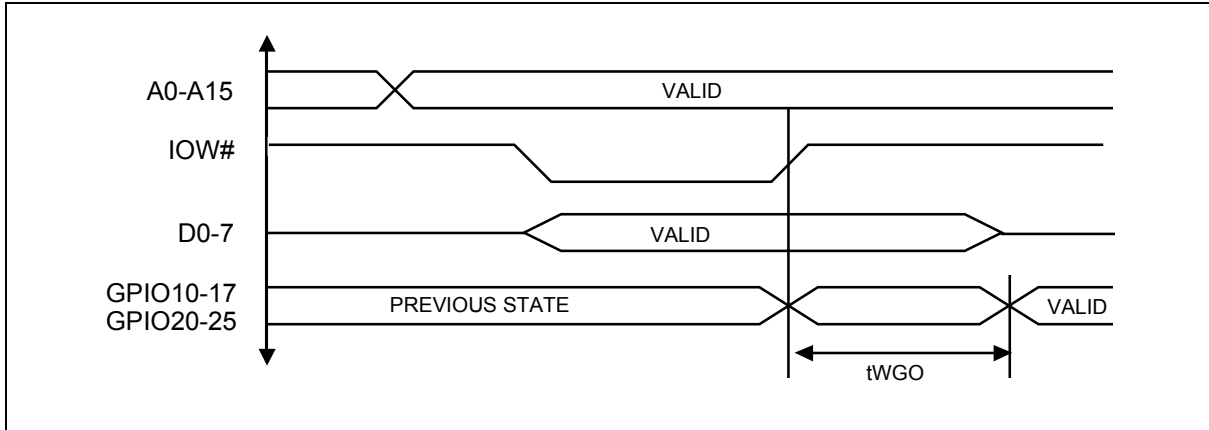 A0-A15
VALID
IOW#
D0-7
VALID
GPIO10-17
GPIO20-25
PREVIOUS STATE
VALID
tWGO